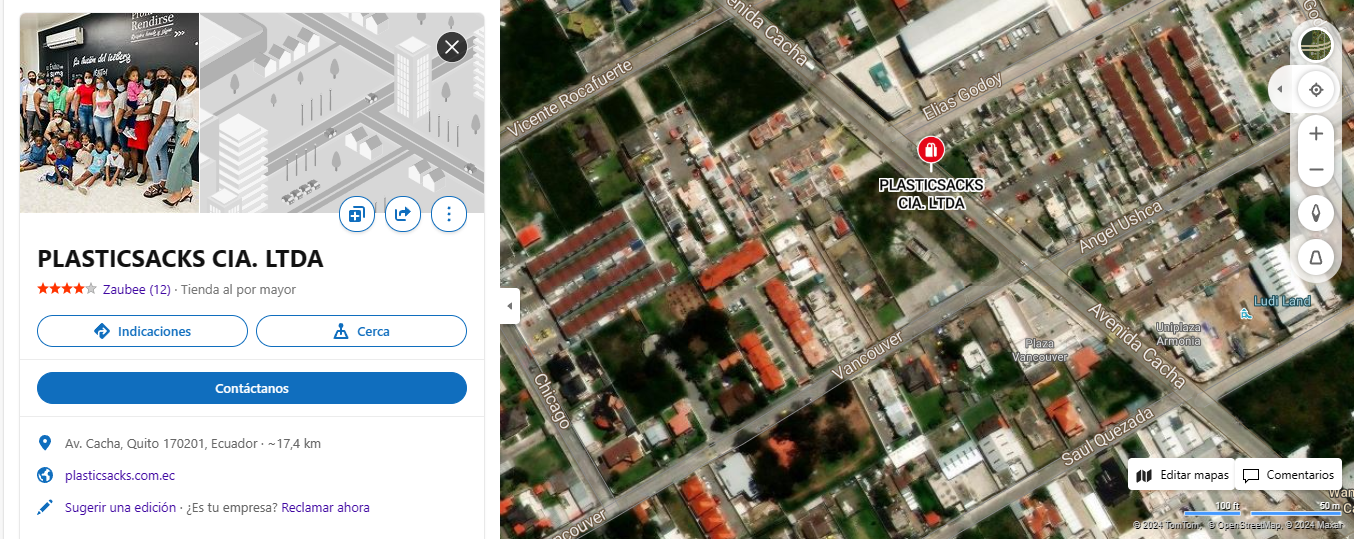 Rendirse
>>>
PLASTICSACKS CIA. LTDA
Zaubee (12) · Tienda al por mayor
Indicaciones
Cerca
Contáctanos
Av. Cacha, Quito 170201, Ecuador · ~17,4 km
plasticsacks.com.ec
Sugerir una edición · ¿Es tu empresa? Reclamar ahora
Avenida Cacha
Vicente Rocafuerte
Elias Godoy
PLASTICSACKS
CIA. LTDA
Angel Ushca
Ludi Land
Avenida Cacha
Uniplaza
Armonía
Plaza
Vancouver
Vancouver
Chicago
Saul Quezada
Editar mapas
Comentarios
100 ft
50 m
© 2024 TomTom, © OpenStreetMap, © 2024 Maxar